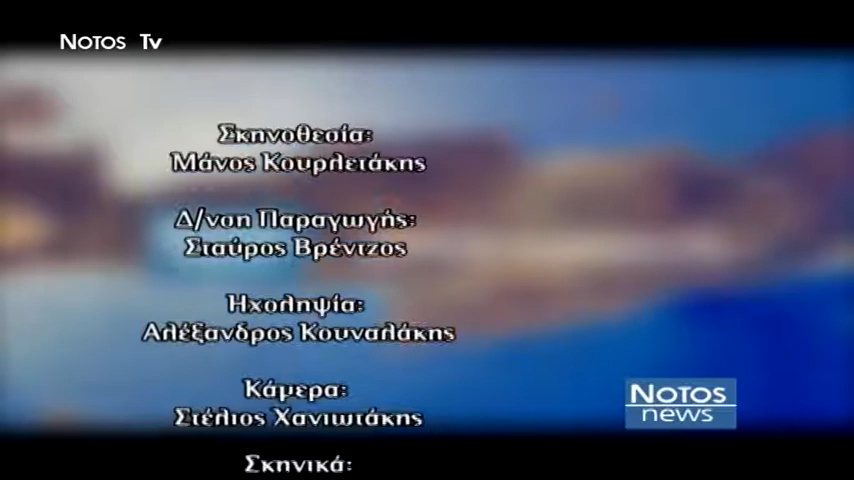 NOTOS TV
Σκηνοθεσία:
Μάνος Κουρλετάκης
Δ/νση Παραγωγής:
Σταύρος Βρέντζος
Ηχοληψία:
Αλέξανδρος Κουναλάκης
Κάμερα:
Στέλιος Χανιωτάκης
NOTOS
news
Σκηνικά: